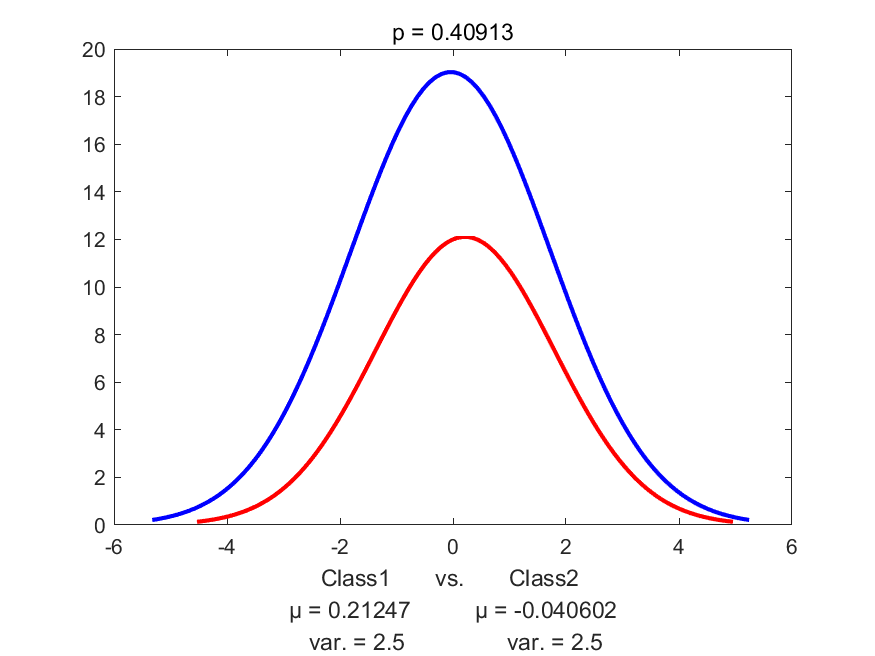 p = 0.40913
20
18
16
14
12
10
8
6
4
2
0
-6 -4 -2 0 2 4 6
Class1 vs. Class2
μ = 0.21247 μ = -0.040602
var. = 2.5 var. = 2.5